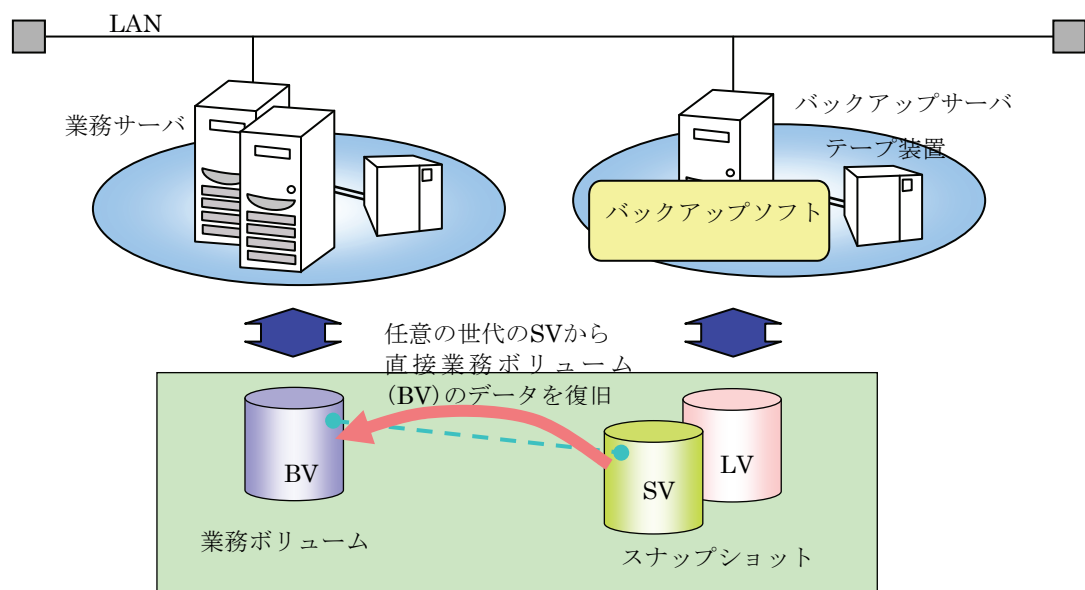 LAN
業務サーバ
バックアップサーバ
テープ装置
バックアップソフト
任意の世代のSVから
直接業務ボリューム
(BV)のデータを復旧
BV
SV
LV
業務ボリューム
スナップショット